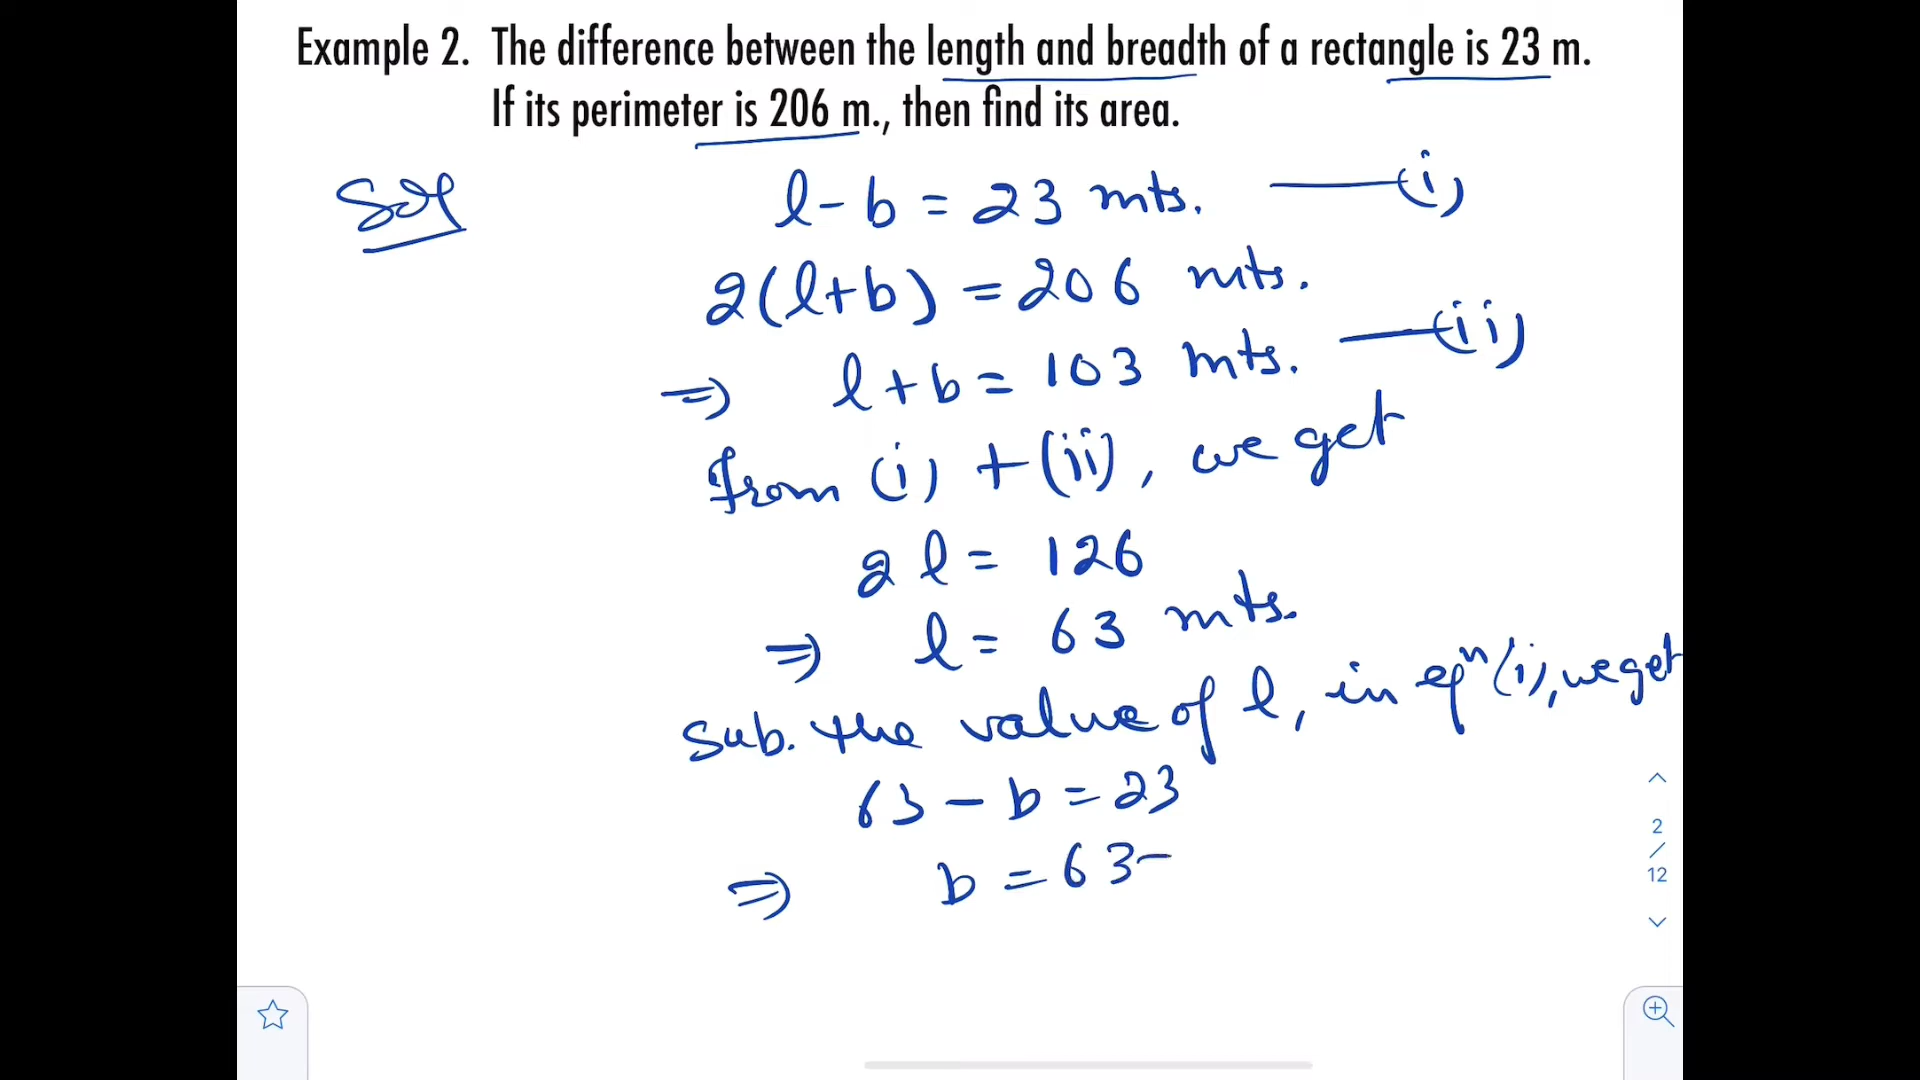 Example 2. The difference between the length and breadth of a rectangle is 23 m.
If its perimeter is 206 m., then find its area.
Sol
l - b = 23 mts. —(i)
2(l+b) = 206 mts.
⇒ l + b = 103 mts. —(ii)
from (i) + (ii), we get
2l = 126
⇒ l = 63 mts.
Sub. the value of l, in eqⁿ (i), we get
63 - b = 23
⇒ b = 63-
2
/
12